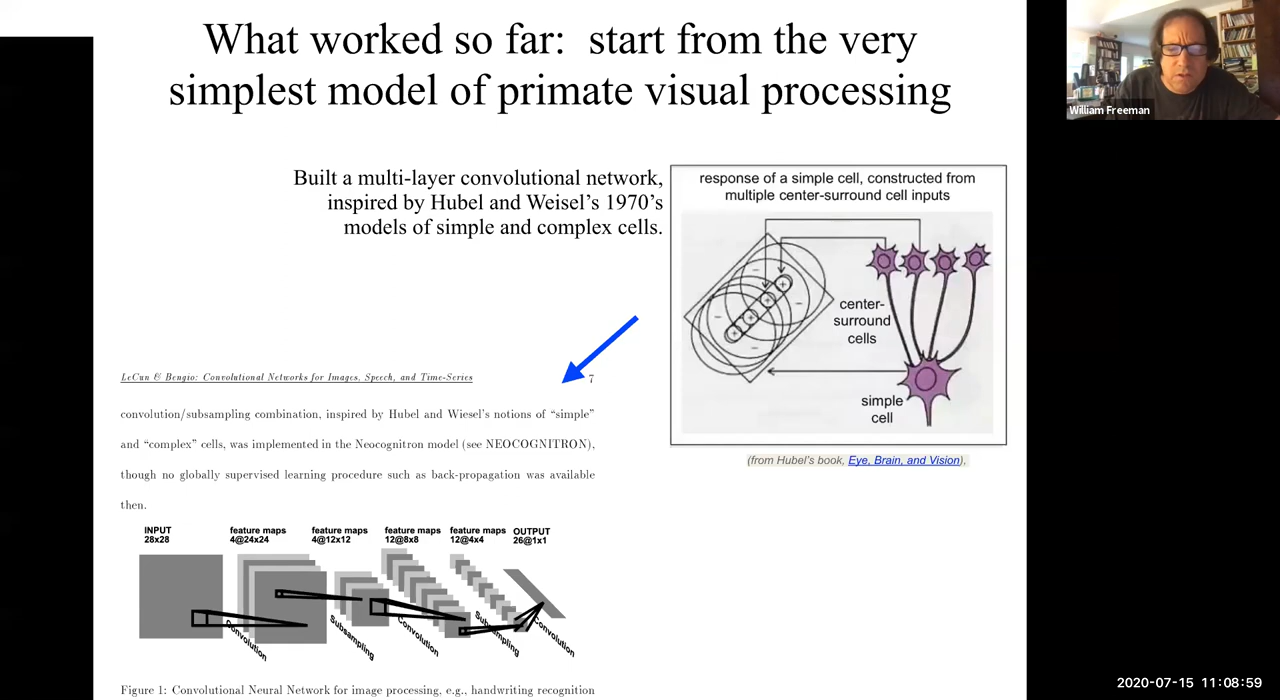 What worked so far: start from the very
simplest model of primate visual processing
William Freeman
Built a multi-layer convolutional network,
inspired by Hubel and Weisel's 1970's
models of simple and complex cells.
response of a simple cell, constructed from
multiple center-surround cell inputs
center-
surround
cells
simple
cell
(from Hubel's book, Eye, Brain, and Vision),
LeCun & Bengio: Convolutional Networks for Images, Speech, and Time-Series 7
convolution/subsampling combination, inspired by Hubel and Wiesel's notions of "simple"
and "complex" cells, was implemented in the Neocognitron model (see NEOCOGNITRON),
though no globally supervised learning procedure such as back-propagation was available
then.
INPUT
28x28
feature maps
4@24x24
feature maps
4@12x12
feature maps
12@8x8
feature maps
12@4x4
OUTPUT
26@1x1
Convolution
Subsampling
Convolution
Subsampling
Convolution
Figure 1: Convolutional Neural Network for image processing, e.g., handwriting recognition
2020-07-15 11:08:59